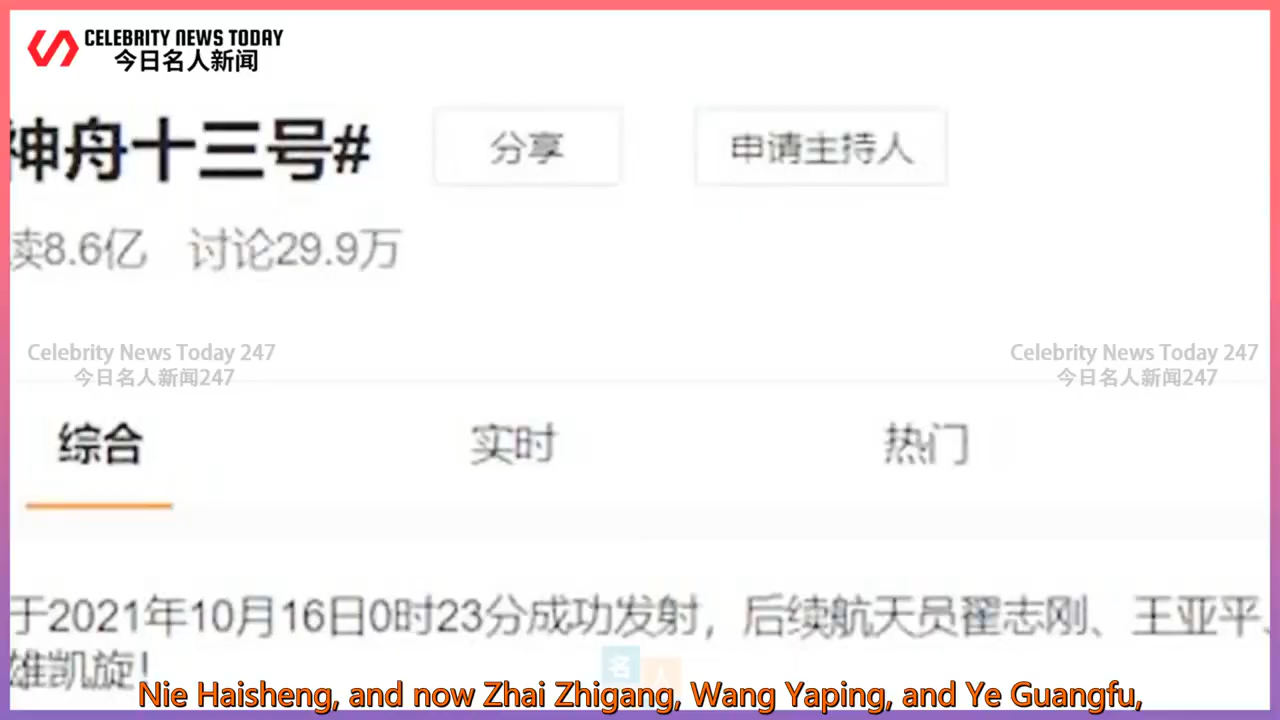 CELEBRITY NEWS TODAY
今日名人新闻
神舟十三号#
分享
申请主持人
读8.6亿 讨论29.9万
Celebrity News Today 247
今日名人新闻247
Celebrity News Today 247
今日名人新闻247
综合
实时
热门
于2021年10月16日0时23分成功发射，后续航天员翟志刚、王亚平、
雄凯旋！
名人
Nie Haisheng, and now Zhai Zhigang, Wang Yaping, and Ye Guangfu,